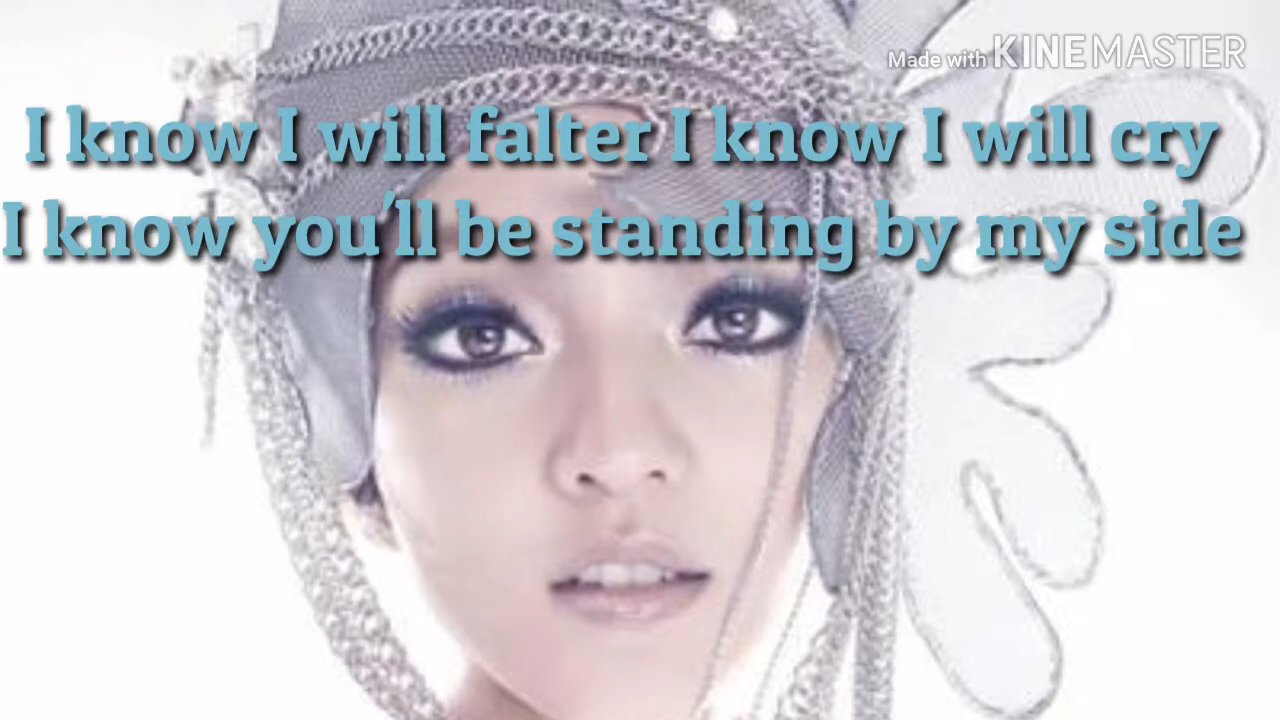 Made with KINEMASTER
I know I will falter I know I will cry
I know you'll be standing by my side